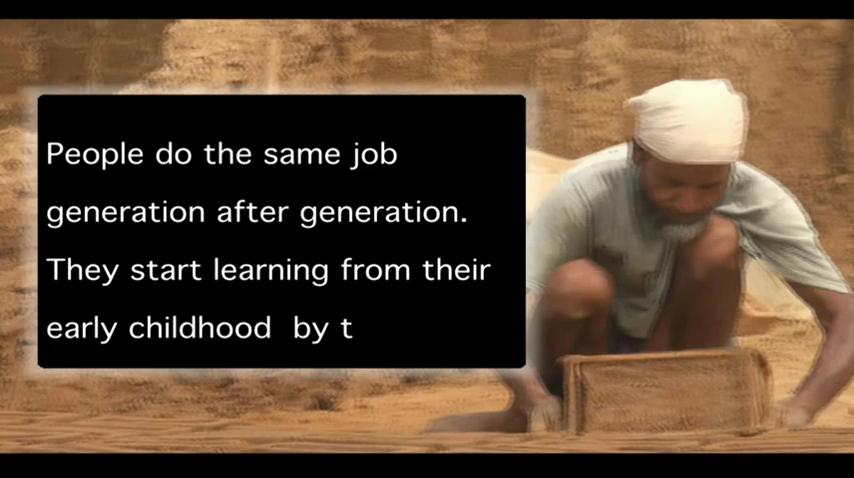 People do the same job
generation after generation.
They start learning from their
early childhood  by t